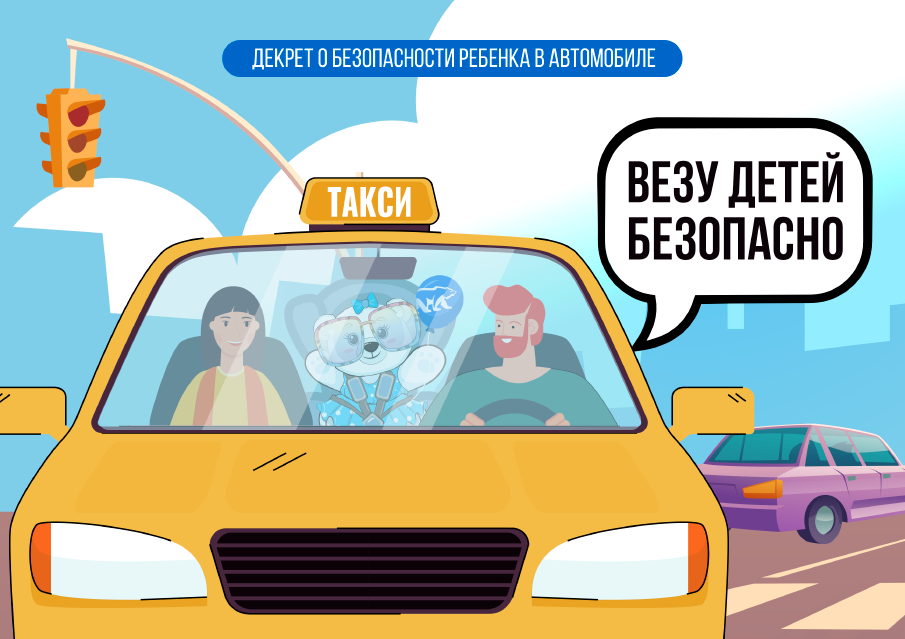 ДЕКРЕТ О БЕЗОПАСНОСТИ РЕБЕНКА В АВТОМОБИЛЕ
ТАКСИ
ВЕЗУ ДЕТЕЙ
БЕЗОПАСНО